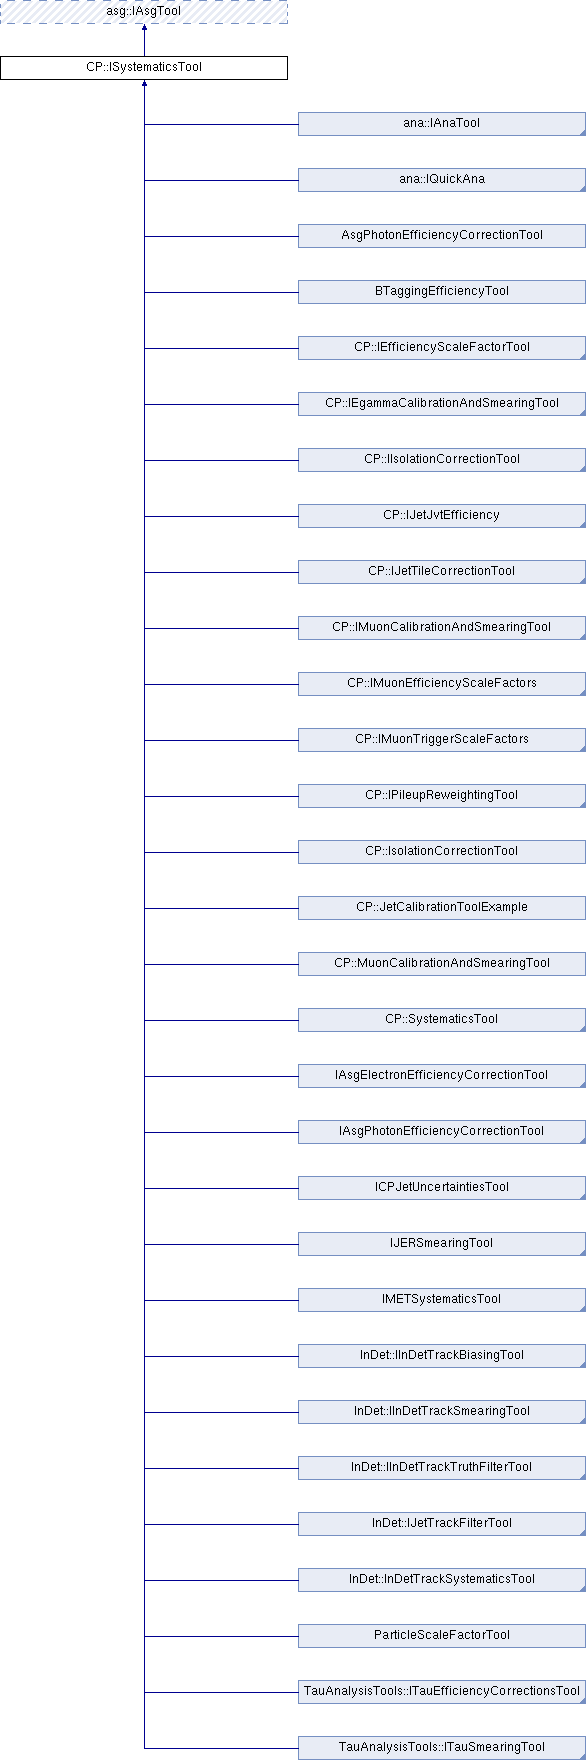 asg::IAsgTool
CP::ISystematicsTool
ana::IAnaTool
ana::IQuickAna
AsgPhotonEfficiencyCorrectionTool
BTaggingEfficiencyTool
CP::IEfficiencyScaleFactorTool
CP::IEgammaCalibrationAndSmearingTool
CP::IIsolationCorrectionTool
CP::IJetJvtEfficiency
CP::IJetTileCorrectionTool
CP::IMuonCalibrationAndSmearingTool
CP::IMuonEfficiencyScaleFactors
CP::IMuonTriggerScaleFactors
CP::IPileupReweightingTool
CP::IsolationCorrectionTool
CP::JetCalibrationToolExample
CP::MuonCalibrationAndSmearingTool
CP::SystematicsTool
IAsgElectronEfficiencyCorrectionTool
IAsgPhotonEfficiencyCorrectionTool
ICPJetUncertaintiesTool
IJERSmearingTool
IMETSystematicsTool
InDet::IInDetTrackBiasingTool
InDet::IInDetTrackSmearingTool
InDet::IInDetTrackTruthFilterTool
InDet::IJetTrackFilterTool
InDet::InDetTrackSystematicsTool
ParticleScaleFactorTool
TauAnalysisTools::ITauEfficiencyCorrectionsTool
TauAnalysisTools::ITauSmearingTool